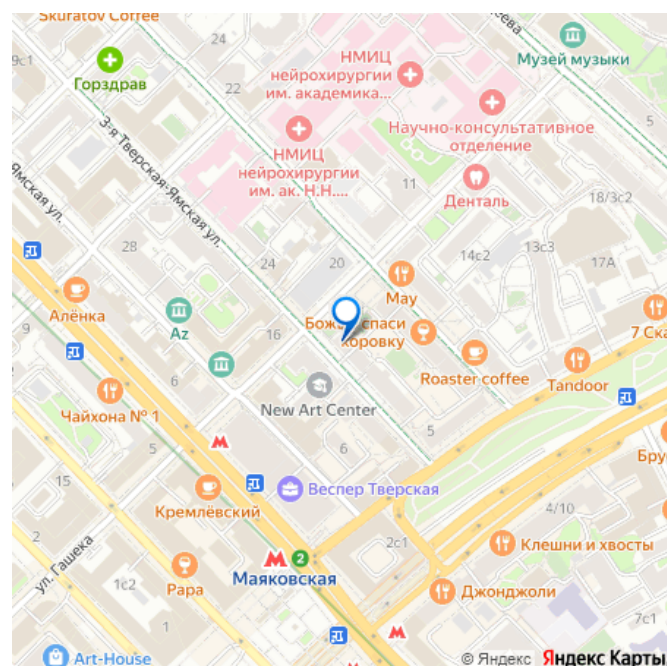 Skuratov Coffee
24
9с1
Горздрав
22
НМИЦ
нейрохирургии
им. академика...
Музей музыки
Научно-консультативное
отделение
НМИЦ
нейрохирургии
им. ак. Н.Н....
11
Денталь
18/3с2
3-я Тверская-Ямская ул.
Ямская ул.
28
24
20
14с2
13с3
17А
Алёнка
Az
16
May
7 Ска
спаси
коровку
Roaster coffee
Tandoor
6
New Art Center
Чайхона № 1
6
5
5
Бру
Веспер Тверская
Кремлёвский
4/10
2
ул. Гашека
2с1
Клешни и хвосты
2
Маяковская
1с2
Papa
Джонджоли
1
7с1
Art-House
© Яндекс Яндекс Карты